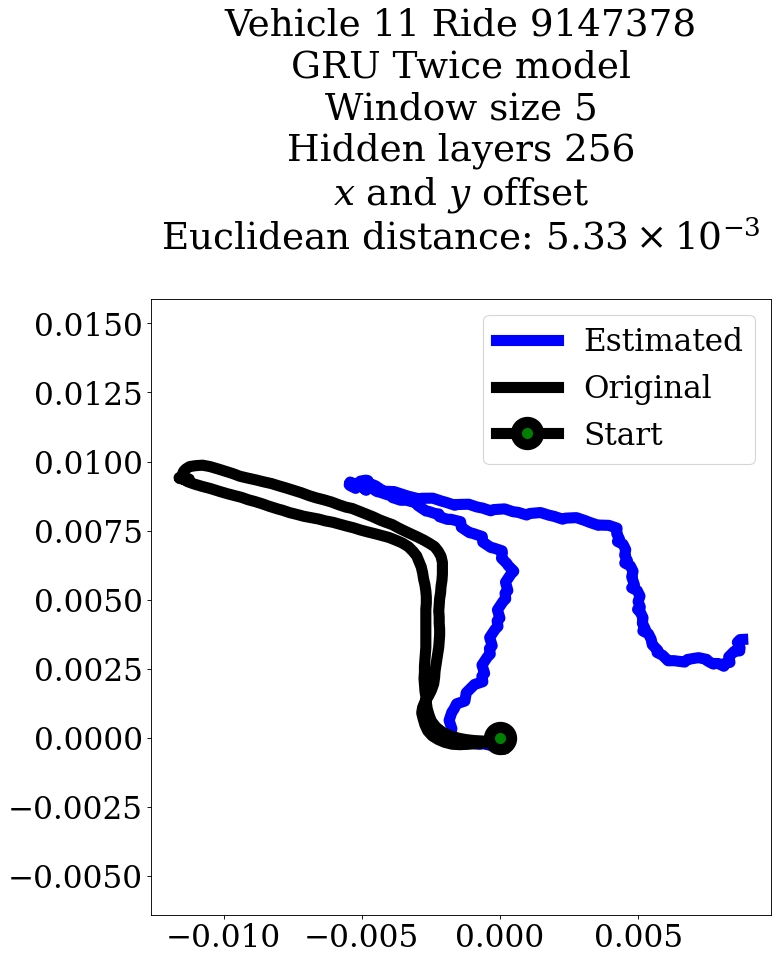 Vehicle 11 Ride 9147378
GRU Twice model
Window size 5
Hidden layers 256
x and y offset
Euclidean distance: 5.33 × 10⁻³
Estimated
Original
Start
0.0150
0.0125
0.0100
0.0075
0.0050
0.0025
0.0000
−0.0025
−0.0050
−0.010 −0.005 0.000 0.005